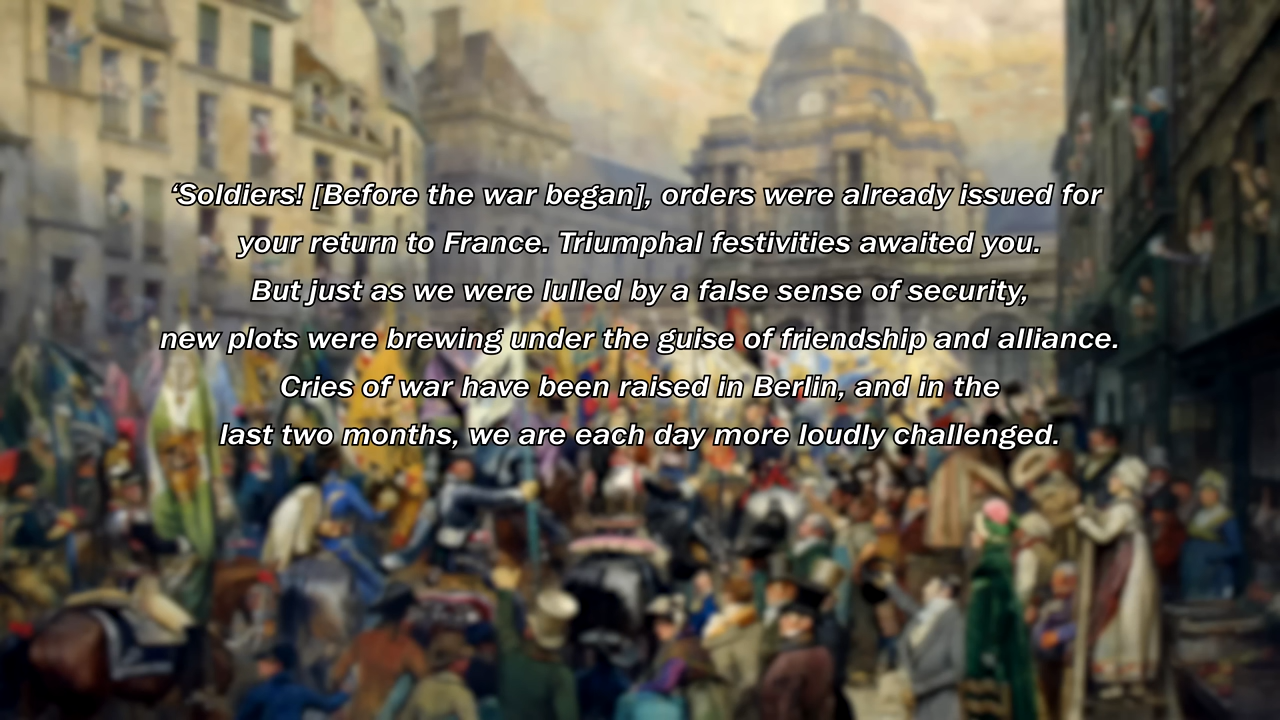 ‘Soldiers! [Before the war began], orders were already issued for
your return to France. Triumphal festivities awaited you.
But just as we were lulled by a false sense of security,
new plots were brewing under the guise of friendship and alliance.
Cries of war have been raised in Berlin, and in the
last two months, we are each day more loudly challenged.